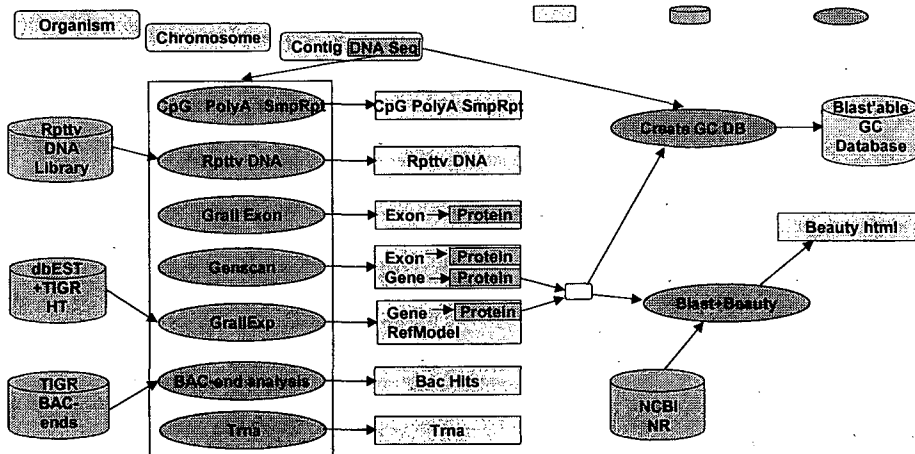 Organism
Chromosome
Contig DNA Seq
CpG PolyA SmpRpt
CpG PolyA SmpRpt
Create GC DB
Blast'able
GC
Database
Rpttv
DNA
Library
Rpttv DNA
Rpttv DNA
Grail Exon
Exon Protein
Beauty html
Genscan
Exon Protein
Gene Protein
dbEST
+TIGR
HT
GrailExp
Gene Protein
RefModel
Blast+Beauty
TIGR
BAC-
ends
BAC-end analysis
Bac Hits
NCBI
NR
Trna
Trna